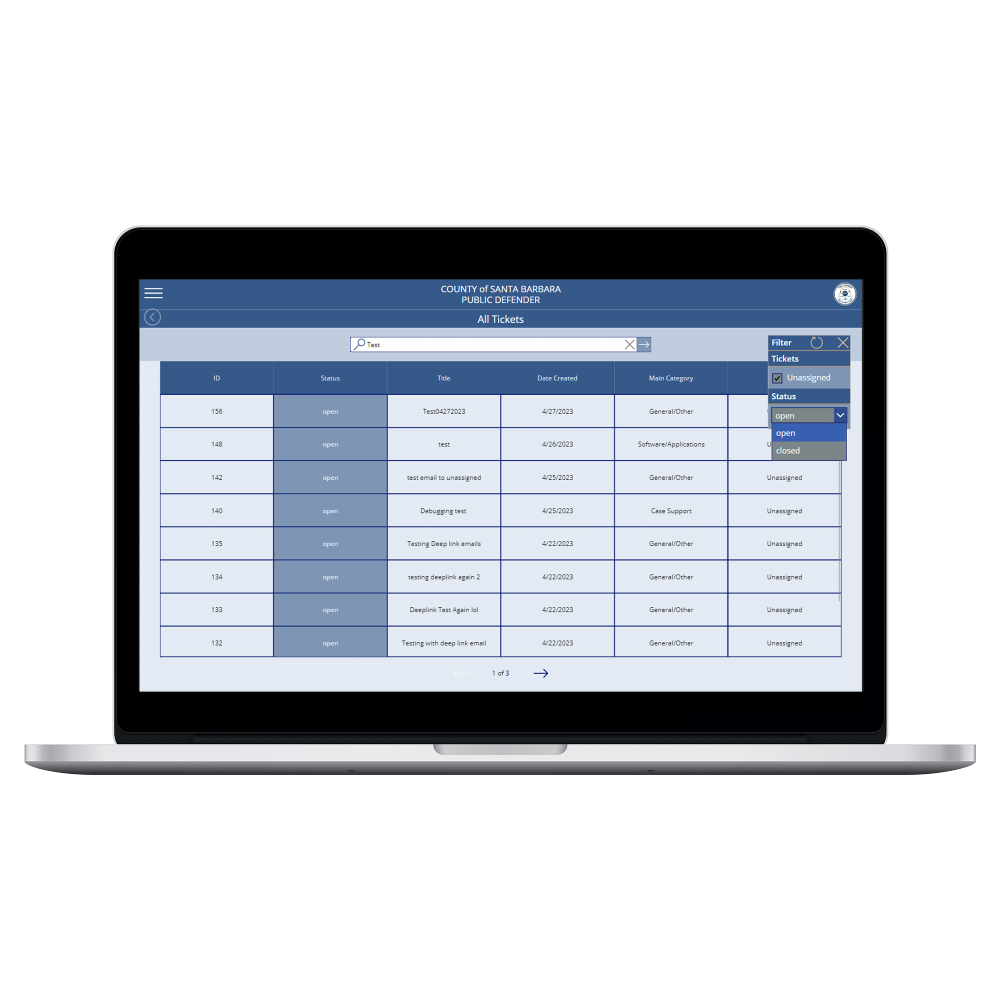 COUNTY of SANTA BARBARA
PUBLIC DEFENDER
All Tickets
Test
Filter
Tickets
Unassigned
Status
open
open
closed
ID Status Title Date Created Main Category
156 open Test04272023 4/27/2023 General/Other
148 open test 4/26/2023 Software/Applications U
142 open test email to unassigned 4/25/2023 General/Other Unassigned
140 open Debugging test 4/25/2023 Case Support Unassigned
135 open Testing Deep link emails 4/22/2023 General/Other Unassigned
134 open testing deeplink again 2 4/22/2023 General/Other Unassigned
133 open Deeplink Test Again lol 4/22/2023 General/Other Unassigned
132 open Testing with deep link email 4/22/2023 General/Other Unassigned
1 of 3